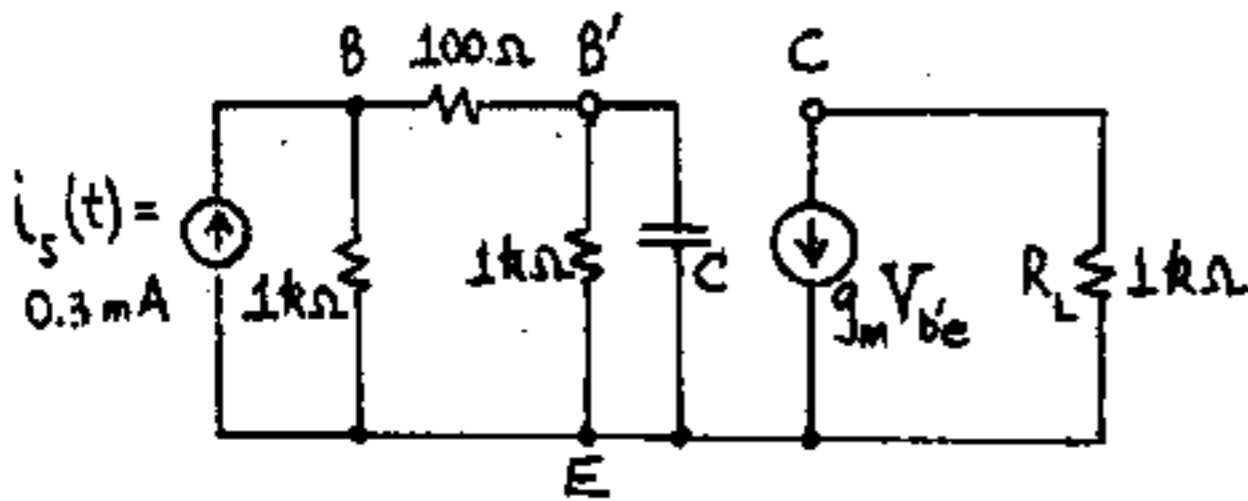 B 100Ω B′ C
i_s(t) =
0.3 mA
1kΩ
1kΩ
C
g_m V_b′e
R_L 1kΩ
E